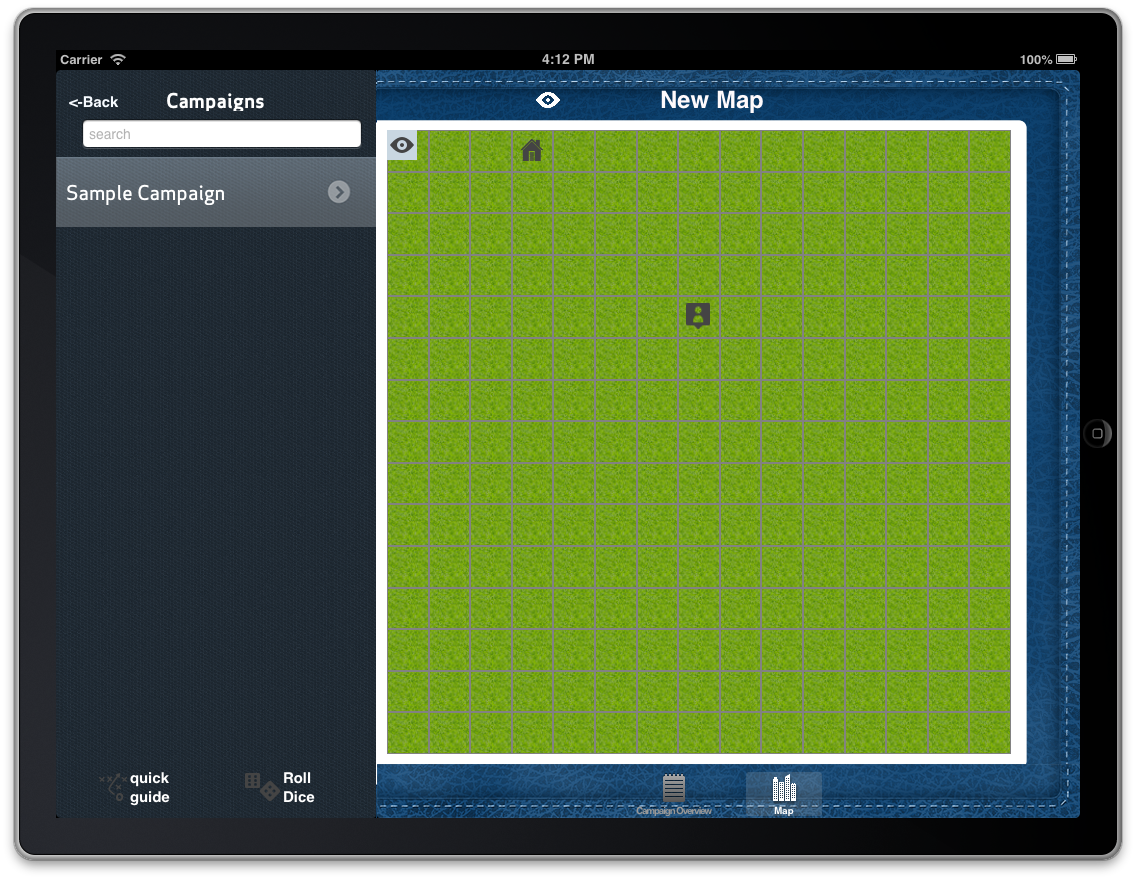 Carrier
4:12 PM
100%
<-Back
Campaigns
New Map
search
Sample Campaign
quick
guide
Roll
Dice
Campaign Overview
Map